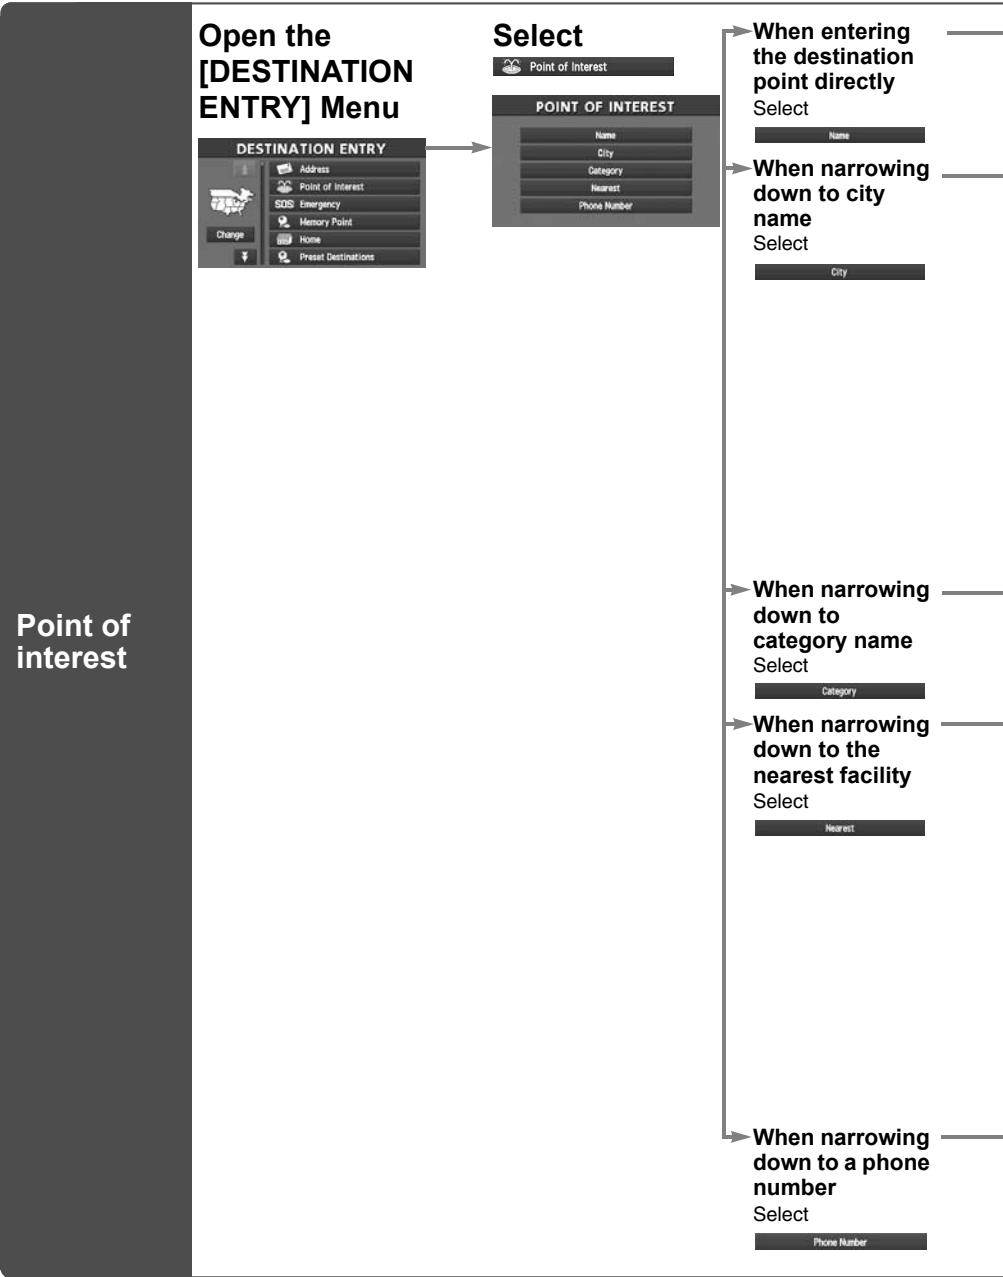 Point of
interest
Open the
[DESTINATION
ENTRY] Menu
DESTINATION ENTRY
Address
Point of Interest
SOS Emergency
Memory Point
Change
Home
Preset Destinations
Select
Point of Interest
POINT OF INTEREST
Name
City
Category
Nearest
Phone Number
When entering
the destination
point directly
Select
Name
When narrowing
down to city
name
Select
City
When narrowing
down to
category name
Select
Category
When narrowing
down to the
nearest facility
Select
Nearest
When narrowing
down to a phone
number
Select
Phone Number